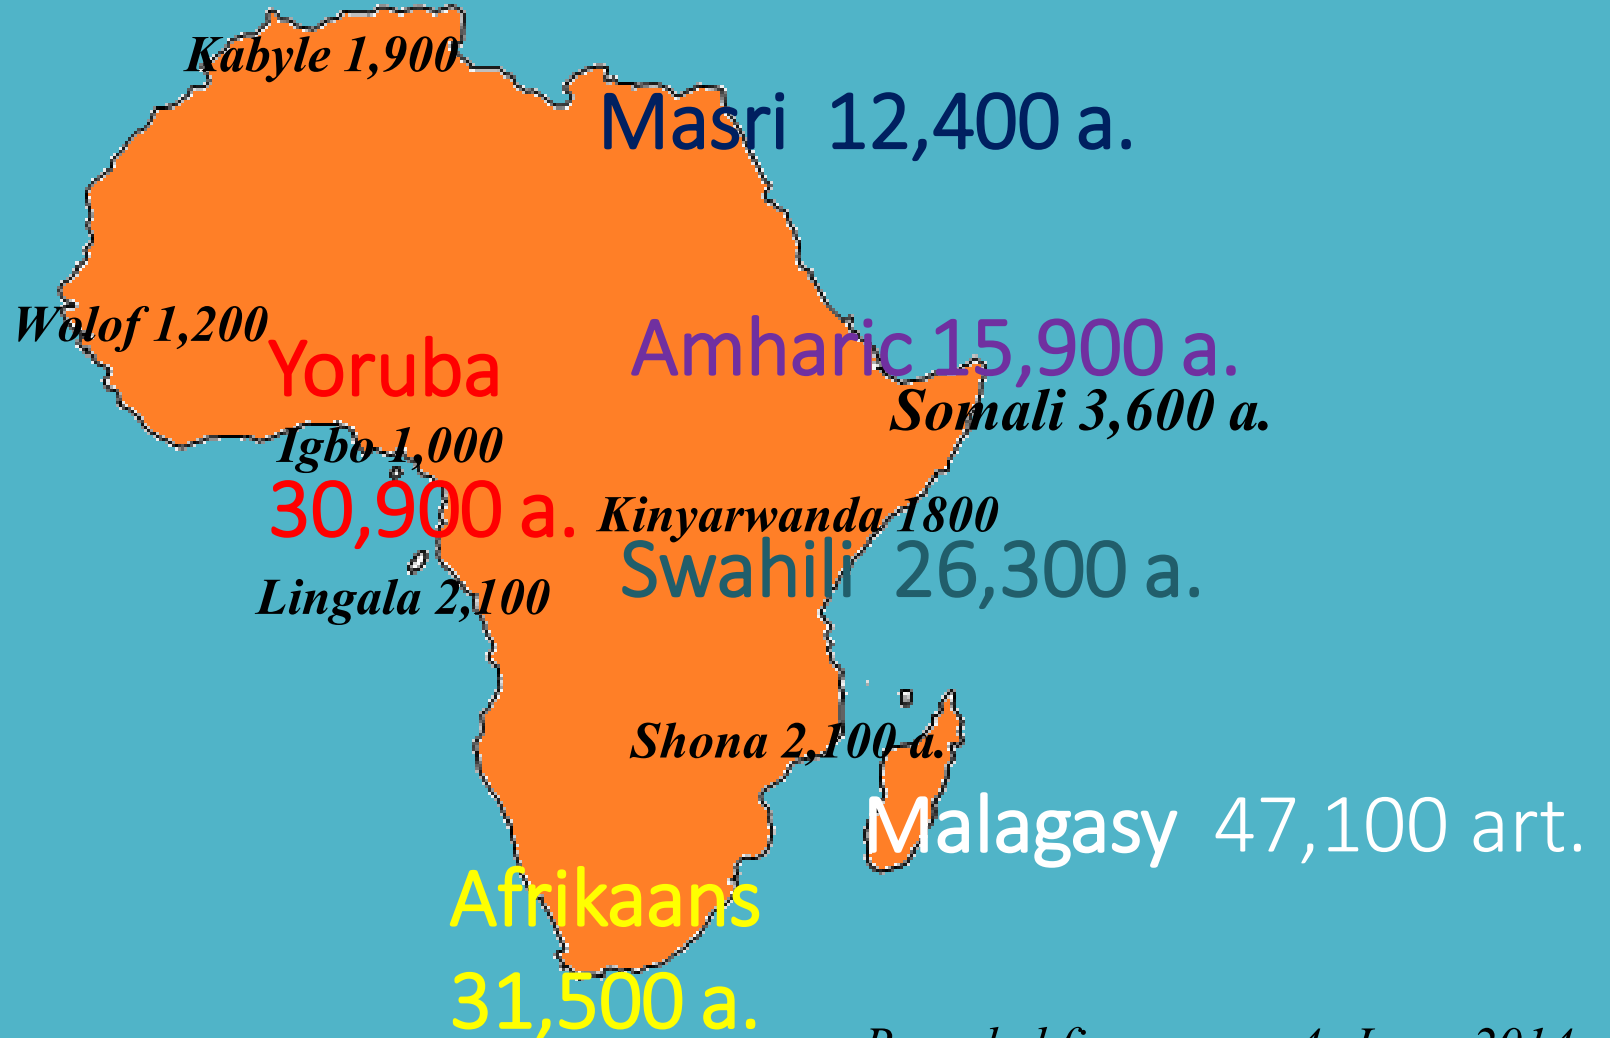 Kabyle 1,900
Masri 12,400 a.
Wolof 1,200
Yoruba
Amharic 15,900 a.
Somali 3,600 a.
Igbo 1,000
30,900 a.
Kinyarwanda 1800
Swahili 26,300 a.
Lingala 2,100
Shona 2,100 a.
Malagasy 47,100 art.
Afrikaans
31,500 a.
2014